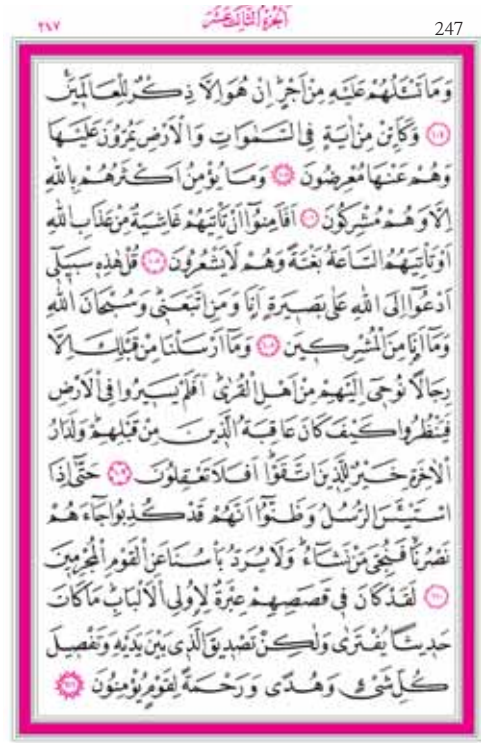 ٢٤٧ اَلْجُزْءُ الثَّالِثَ عَشَرَ 247
وَمَا تَسْـَٔلُهُمْ عَلَيْهِ مِنْ اَجْرٍۜ اِنْ هُوَ اِلَّا ذِكْرٌ لِلْعَالَمِينَ۟
﴿١٠٤﴾ وَكَاَيِّنْ مِنْ اٰيَةٍ فِي السَّمٰوَاتِ وَالْاَرْضِ يَمُرُّونَ عَلَيْهَا
وَهُمْ عَنْهَا مُعْرِضُونَ ﴿١٠٥﴾ وَمَا يُؤْمِنُ اَكْثَرُهُمْ بِاللّٰهِ
اِلَّا وَهُمْ مُشْرِكُونَ ﴿١٠٦﴾ اَفَاَمِنُٓوا اَنْ تَأْتِيَهُمْ غَاشِيَةٌ مِنْ عَذَابِ اللّٰهِ
اَوْ تَأْتِيَهُمُ السَّاعَةُ بَغْتَةً وَهُمْ لَا يَشْعُرُونَ ﴿١٠٧﴾ قُلْ هٰذِهٖ سَبِيلِٓي
اَدْعُٓوا اِلَى اللّٰهِ عَلٰى بَصِيرَةٍ اَنَا۬ وَمَنِ اتَّبَعَنِيۜ وَسُبْحَانَ اللّٰهِ
وَمَٓا اَنَا۬ مِنَ الْمُشْرِكِينَ ﴿١٠٨﴾ وَمَٓا اَرْسَلْنَا مِنْ قَبْلِكَ اِلَّا
رِجَالًا نُوحِٓي اِلَيْهِمْ مِنْ اَهْلِ الْقُرٰىۜ اَفَلَمْ يَسِيرُوا فِي الْاَرْضِ
فَيَنْظُرُوا كَيْفَ كَانَ عَاقِبَةُ الَّذِينَ مِنْ قَبْلِهِمْۜ وَلَدَارُ
الْاٰخِرَةِ خَيْرٌ لِلَّذِينَ اتَّقَوْاۜ اَفَلَا تَعْقِلُونَ ﴿١٠٩﴾ حَتّٰٓى اِذَا
اسْتَيْـَٔسَ الرُّسُلُ وَظَنُّٓوا اَنَّهُمْ قَدْ كُذِبُوا جَٓاءَهُمْ
نَصْرُنَاۙ فَنُجِّيَ مَنْ نَشَٓاءُۜ وَلَا يُرَدُّ بَأْسُنَا عَنِ الْقَوْمِ الْمُجْرِمِينَ
﴿١١٠﴾ لَقَدْ كَانَ فِي قَصَصِهِمْ عِبْرَةٌ لِاُو۬لِي الْاَلْبَابِۜ مَا كَانَ
حَدِيثًا يُفْتَرٰى وَلٰكِنْ تَصْدِيقَ الَّذِي بَيْنَ يَدَيْهِ وَتَفْصِيلَ
كُلِّ شَيْءٍ وَهُدًى وَرَحْمَةً لِقَوْمٍ يُؤْمِنُونَ ﴿١١١﴾